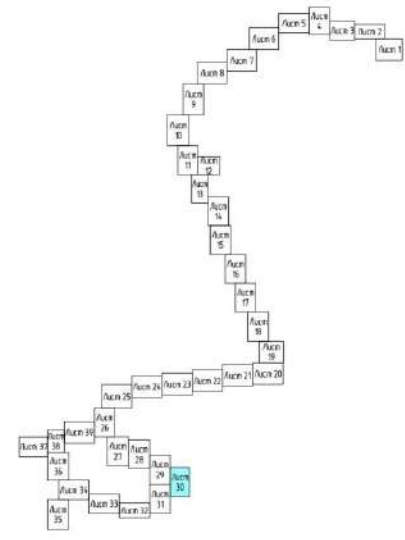 Лист 1
Лист 2
Лист 3
Лист
4
Лист 5
Лист 6
Лист 7
Лист 8
Лист
9
Лист
10
Лист
11
Лист
12
Лист
13
Лист
14
Лист
15
Лист
16
Лист
17
Лист
18
Лист
19
Лист 20
Лист 21
Лист 22
Лист 23
Лист 24
Лист 25
Лист
26
Лист
27
Лист
28
Лист
29
Лист
30
Лист
31
Лист 32
Лист 33
Лист 34
Лист
35
Лист
36
Лист 37
Лист
38
Лист 39